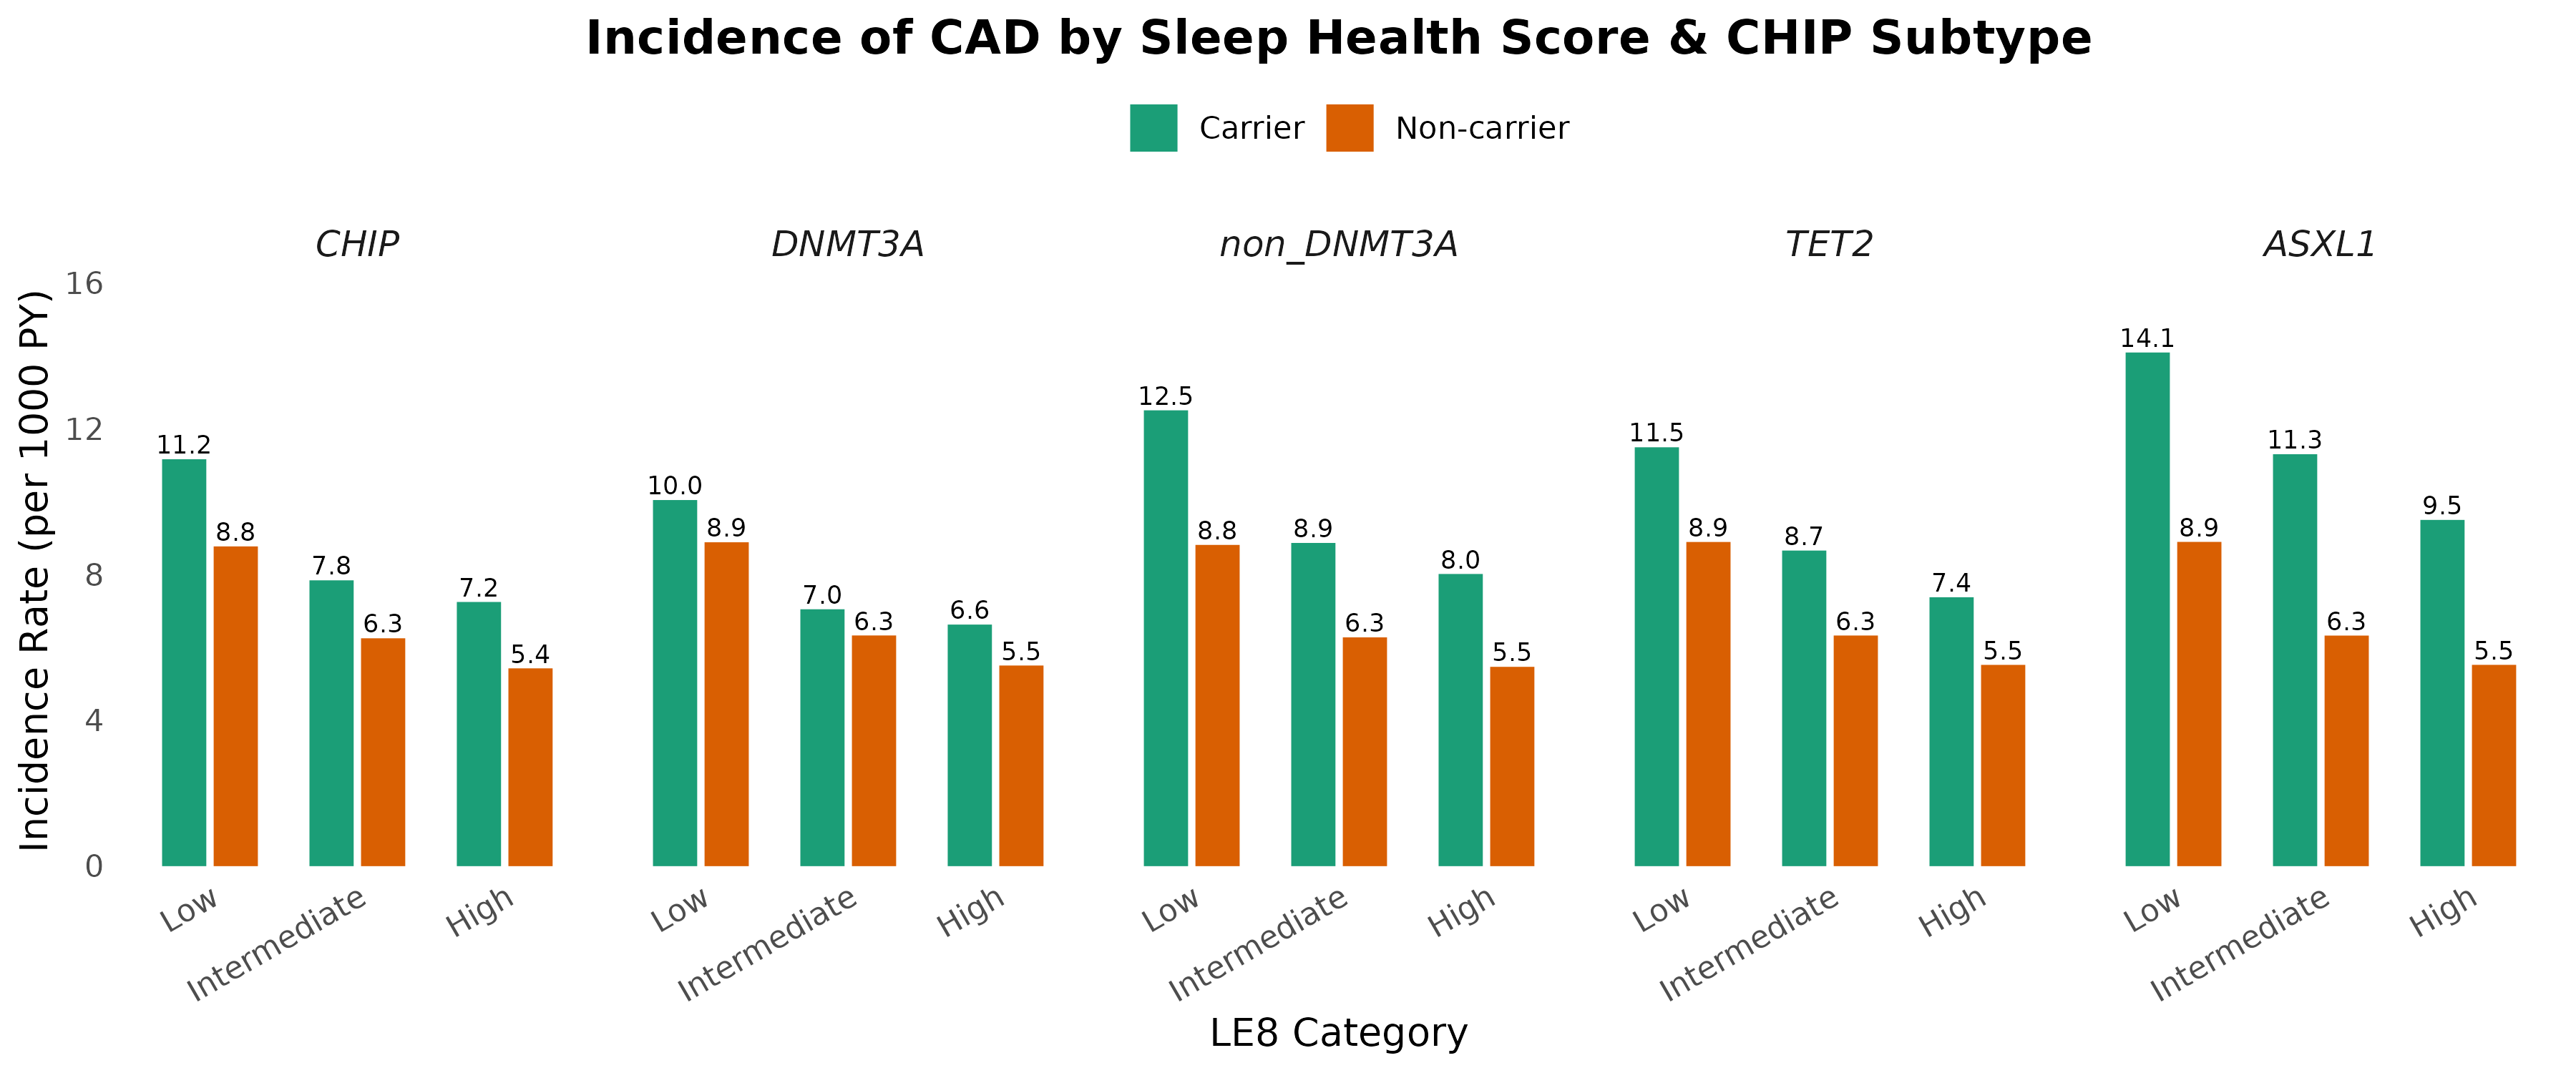 Incidence of CAD by Sleep Health Score & CHIP Subtype
Carrier
Non-carrier
CHIP
DNMT3A
non_DNMT3A
TET2
ASXL1
Incidence Rate (per 1000 PY)
16
12
8
4
0
11.2
8.8
7.8
6.3
7.2
5.4
10.0
8.9
7.0
6.3
6.6
5.5
12.5
8.8
8.9
6.3
8.0
5.5
11.5
8.9
8.7
6.3
7.4
5.5
14.1
8.9
11.3
6.3
9.5
5.5
Low
Intermediate
High
Low
Intermediate
High
Low
Intermediate
High
Low
Intermediate
High
Low
Intermediate
High
LE8 Category